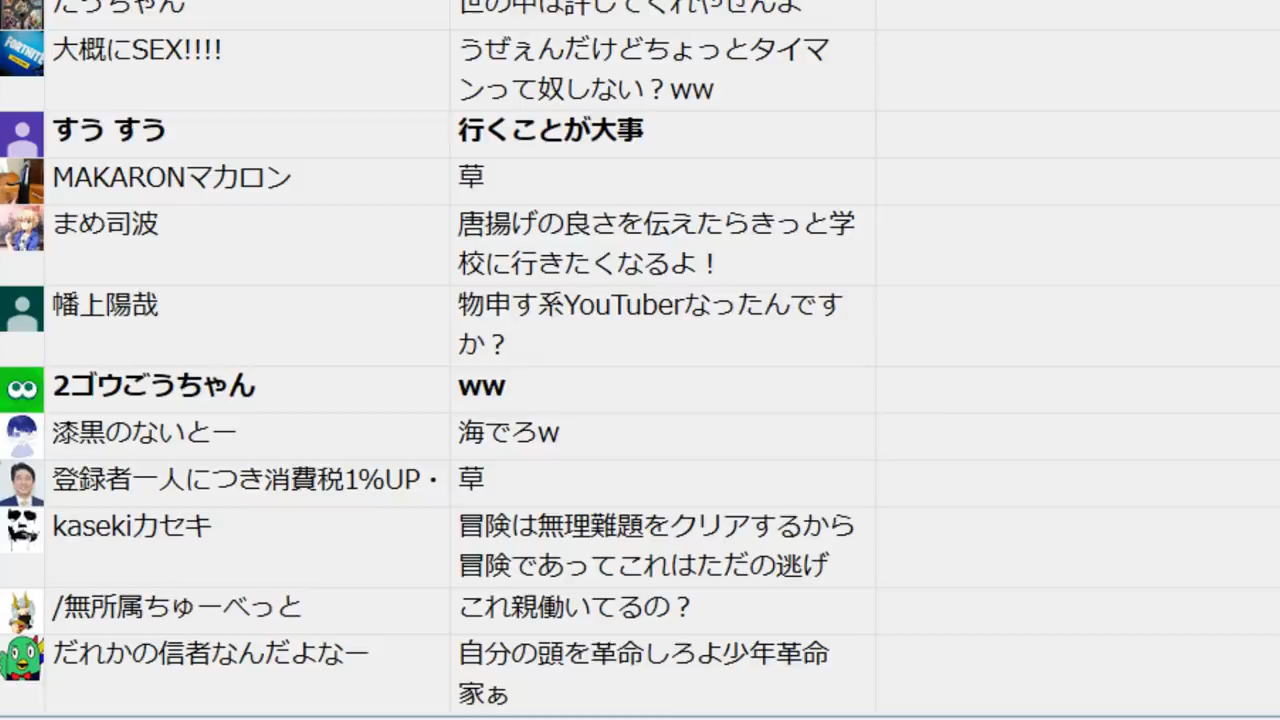 大概にSEX!!!! うぜぇんだけどちょっとタイマ
ンって奴しない？ww
すう すう 行くことが大事
MAKARONマカロン 草
まめ司波 唐揚げの良さを伝えたらきっと学
校に行きたくなるよ！
幡上陽哉 物申す系YouTuberなったんです
か？
2ゴウごうちゃん ww
漆黒のないとー 海でろw
登録者一人につき消費税1%UP・ 草
kasekiカセキ 冒険は無理難題をクリアするから
冒険であってこれはただの逃げ
/無所属ちゅーべっと これ親働いてるの？
だれかの信者なんだよなー 自分の頭を革命しろよ少年革命
家ぁ